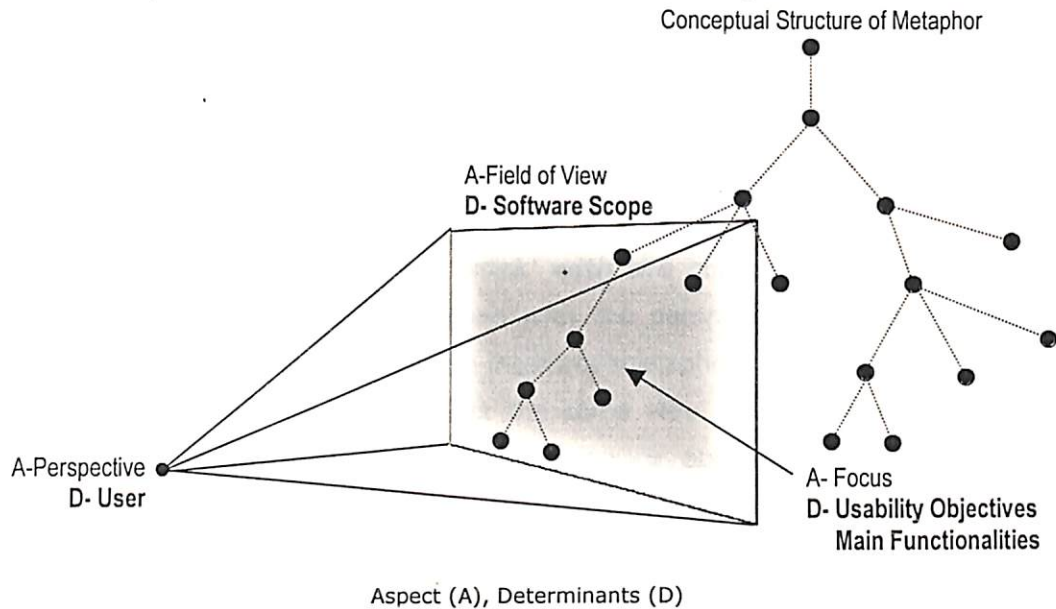 Conceptual Structure of Metaphor
A-Field of View
D- Software Scope
A-Perspective
D- User
A- Focus
D- Usability Objectives
Main Functionalities
Aspect (A), Determinants (D)